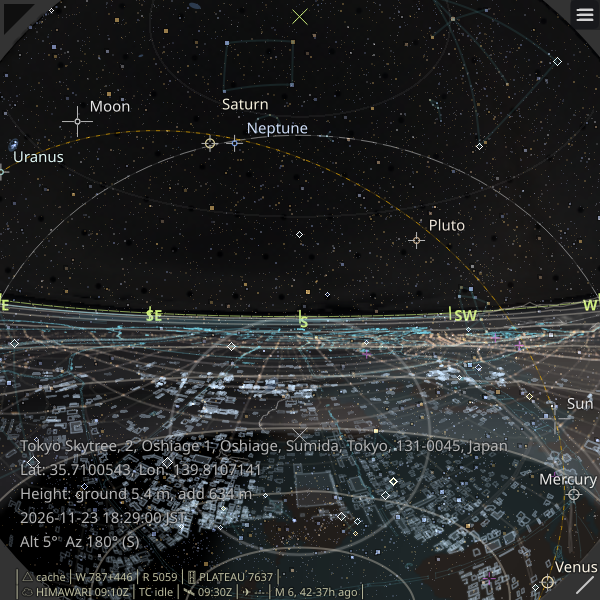 Moon
Saturn
Neptune
Uranus
Pluto
E
SE
S
SW
W
Sun
Tokyo Skytree, 2, Oshiage 1, Oshiage, Sumida, Tokyo, 131-0045, Japan
Lat: 35.7100543, Lon: 139.8107141
Height: ground 5.4 m, add 634 m
Mercury
2026-11-23 18:29:00 JST
Alt 5° Az 180° (S)
Venus
cache | W 787+446 | R 5059 | PLATEAU 7637 |
HIMAWARI 09:10Z | TC idle | 09:30Z | --- | M 6, 42-37h ago |